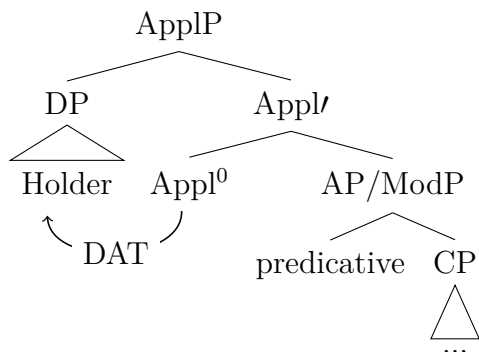 ApplP
DP Appl′
Holder Appl⁰ AP/ModP
DAT predicative CP
...